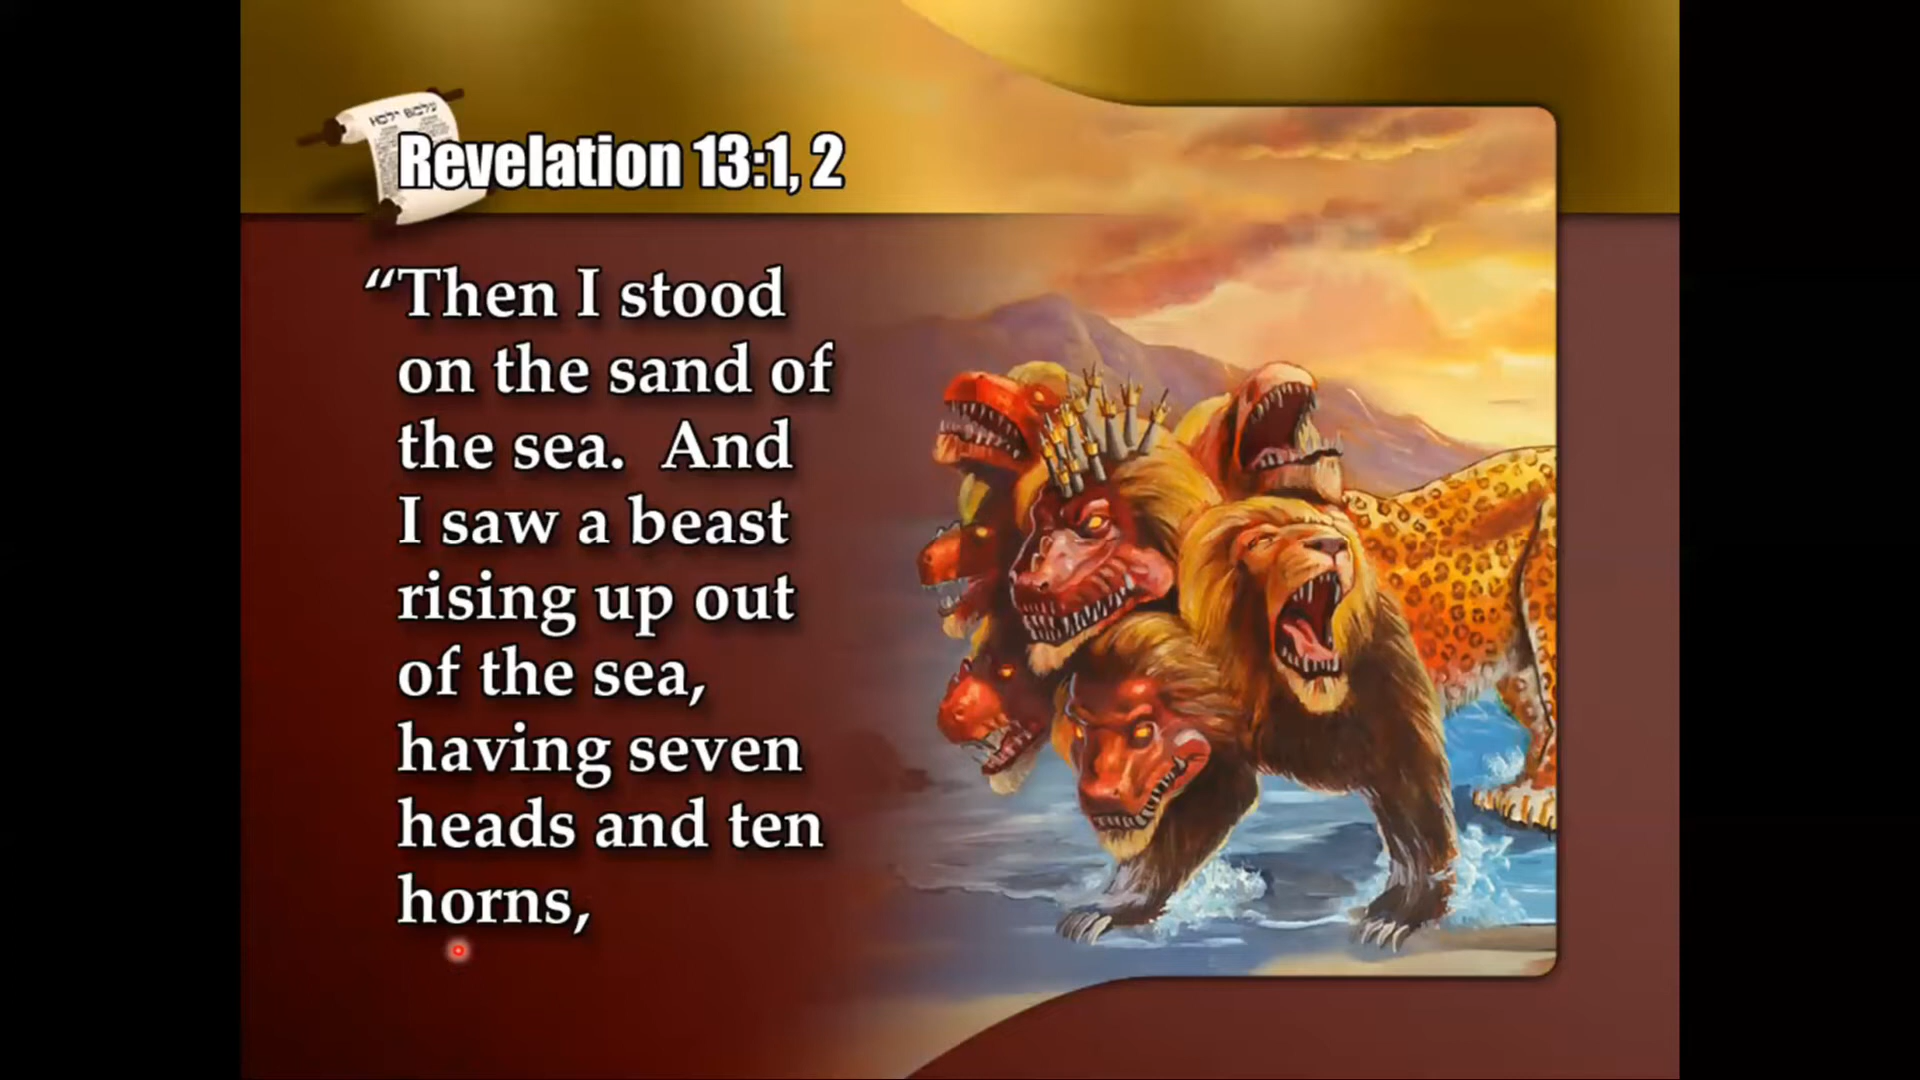 Revelation 13:1, 2
“Then I stood
on the sand of
the sea.  And
I saw a beast
rising up out
of the sea,
having seven
heads and ten
horns,